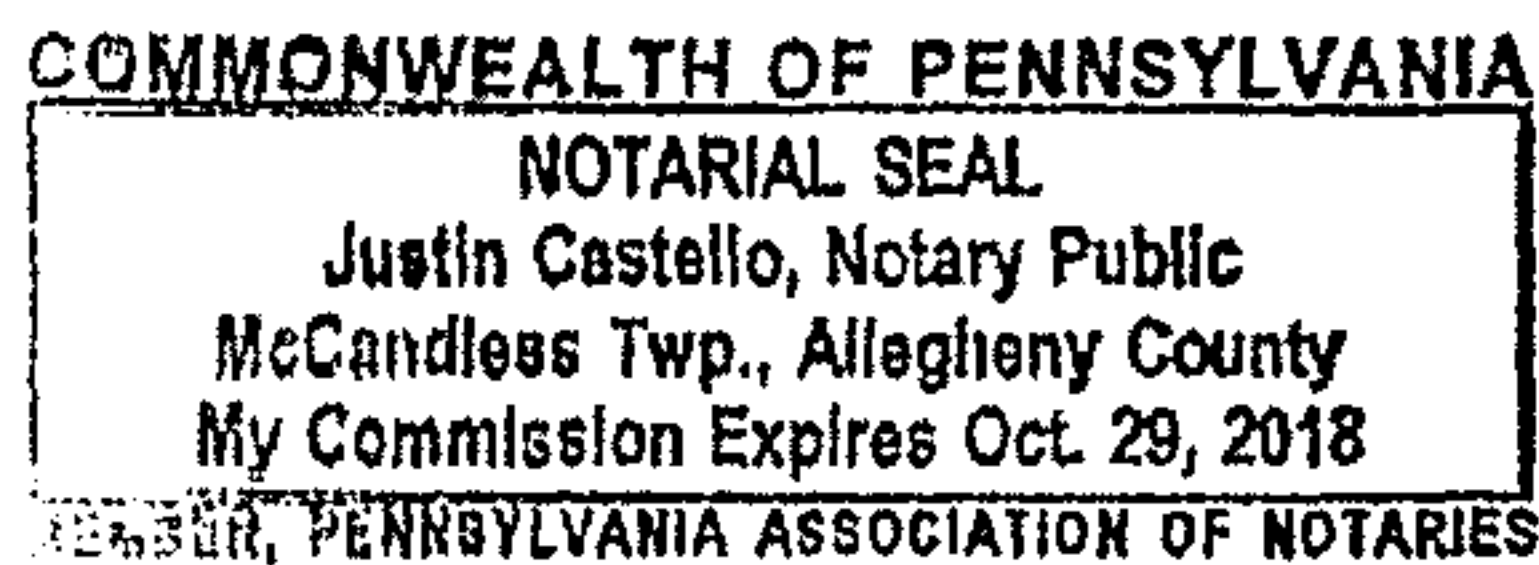 COMMONWEALTH OF PENNSYLVANIA
NOTARIAL SEAL
Justin Castello, Notary Public
McCandless Twp., Allegheny County
My Commission Expires Oct. 29, 2018
MEMBER, PENNSYLVANIA ASSOCIATION OF NOTARIES